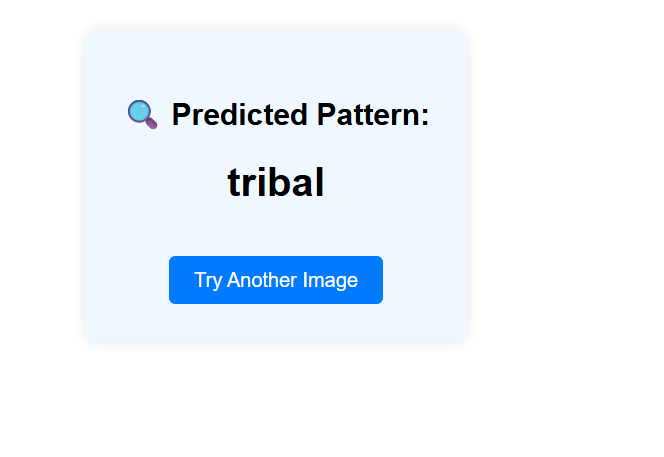 🔍 Predicted Pattern:
tribal
Try Another Image